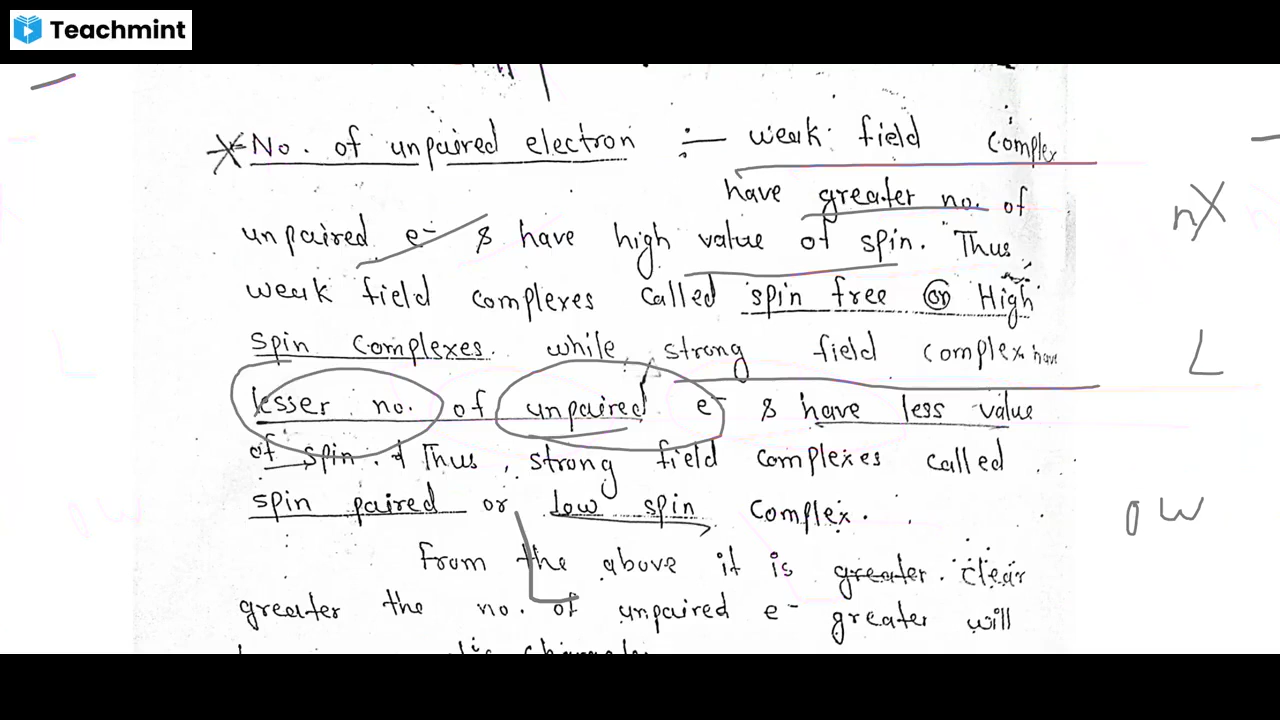 Teachmint
No. of unpaired electron :- weak field complex
have greater no. of
unpaired e⁻ & have high value of spin. Thus
weak field complexes called spin free or High
spin complexes. while strong field complex have
lesser no. of unpaired e⁻ & have less value
of spin. Thus, strong field complexes called
spin paired or low spin complex.
From the above it is greater clear
greater the no. of unpaired e⁻ greater will
nX
L
ow
L